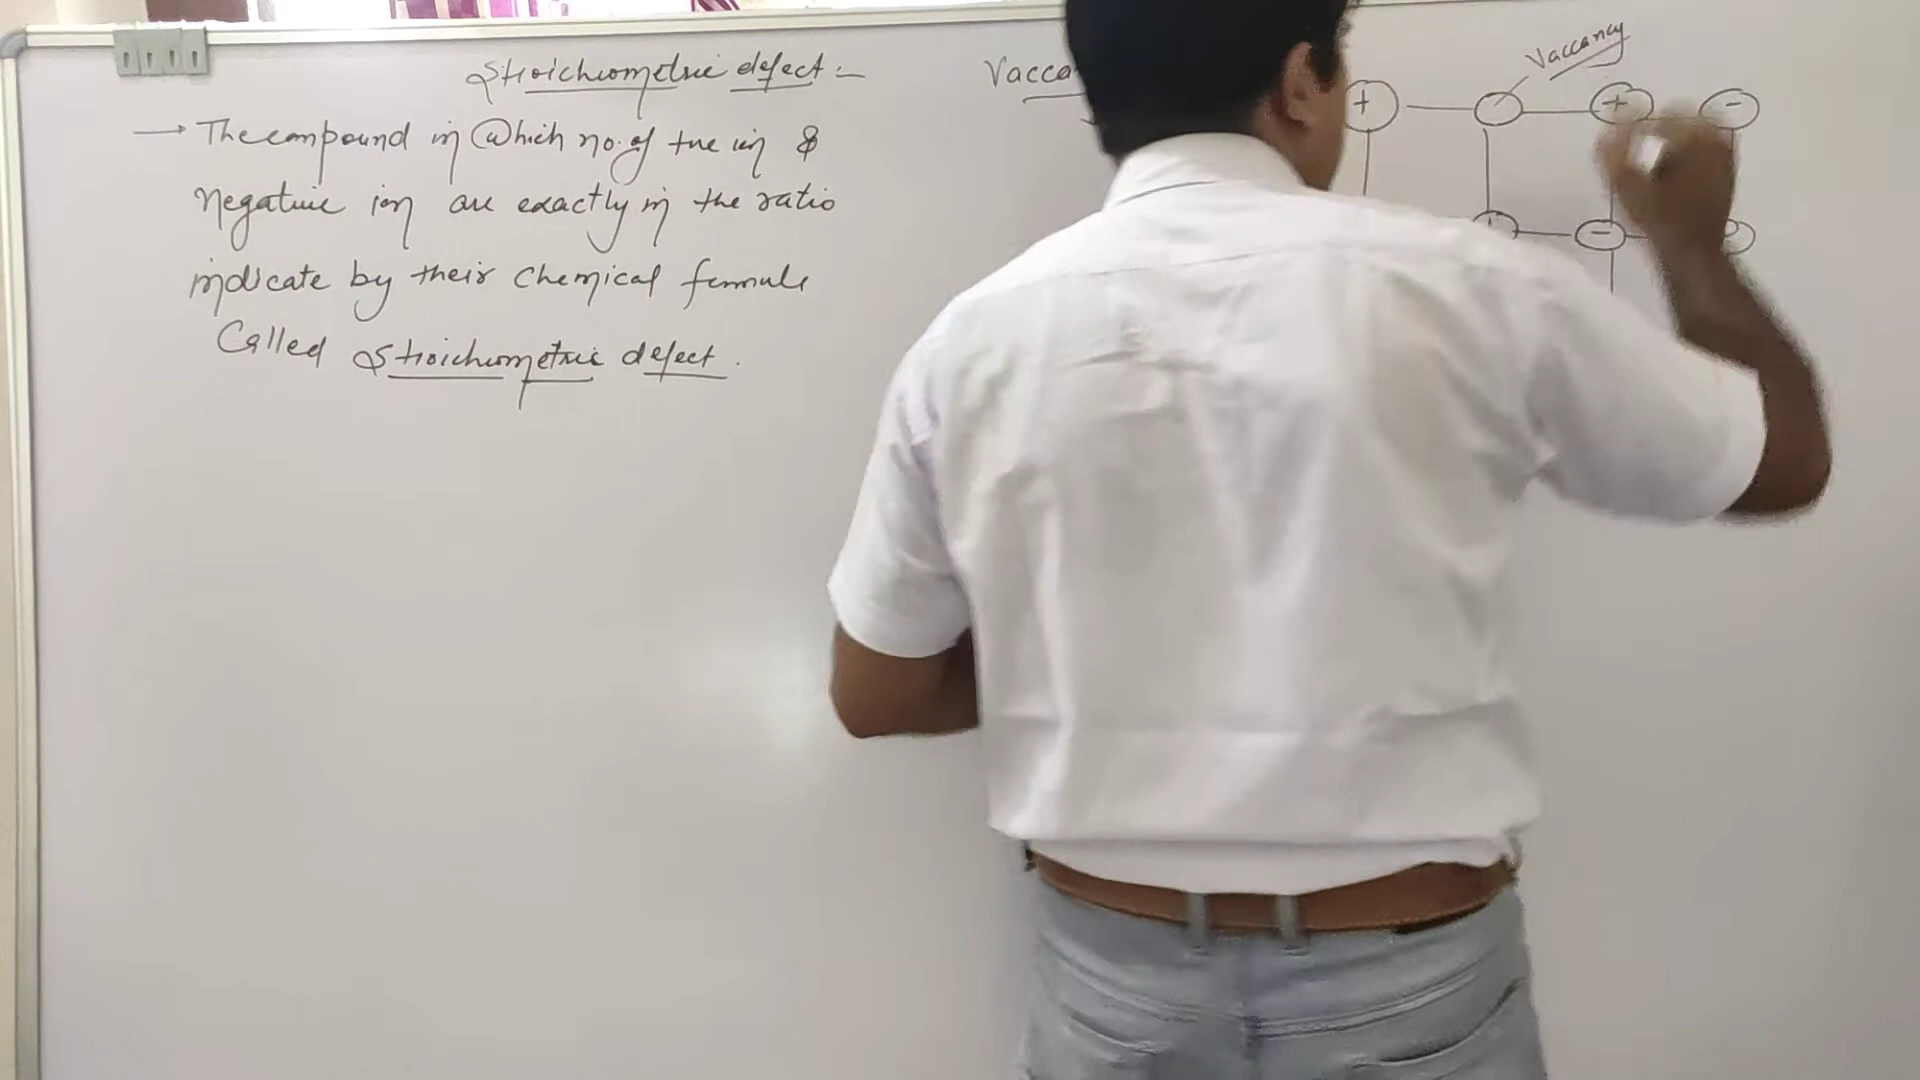 Stoichiometric defect :-
→ The compound in which no. of +ve ion &
Negative ion are exactly in the ratio
indicate by their chemical formula
Called Stoichiometric defect.
Vacca
Vaccancy
+ + -
+ -